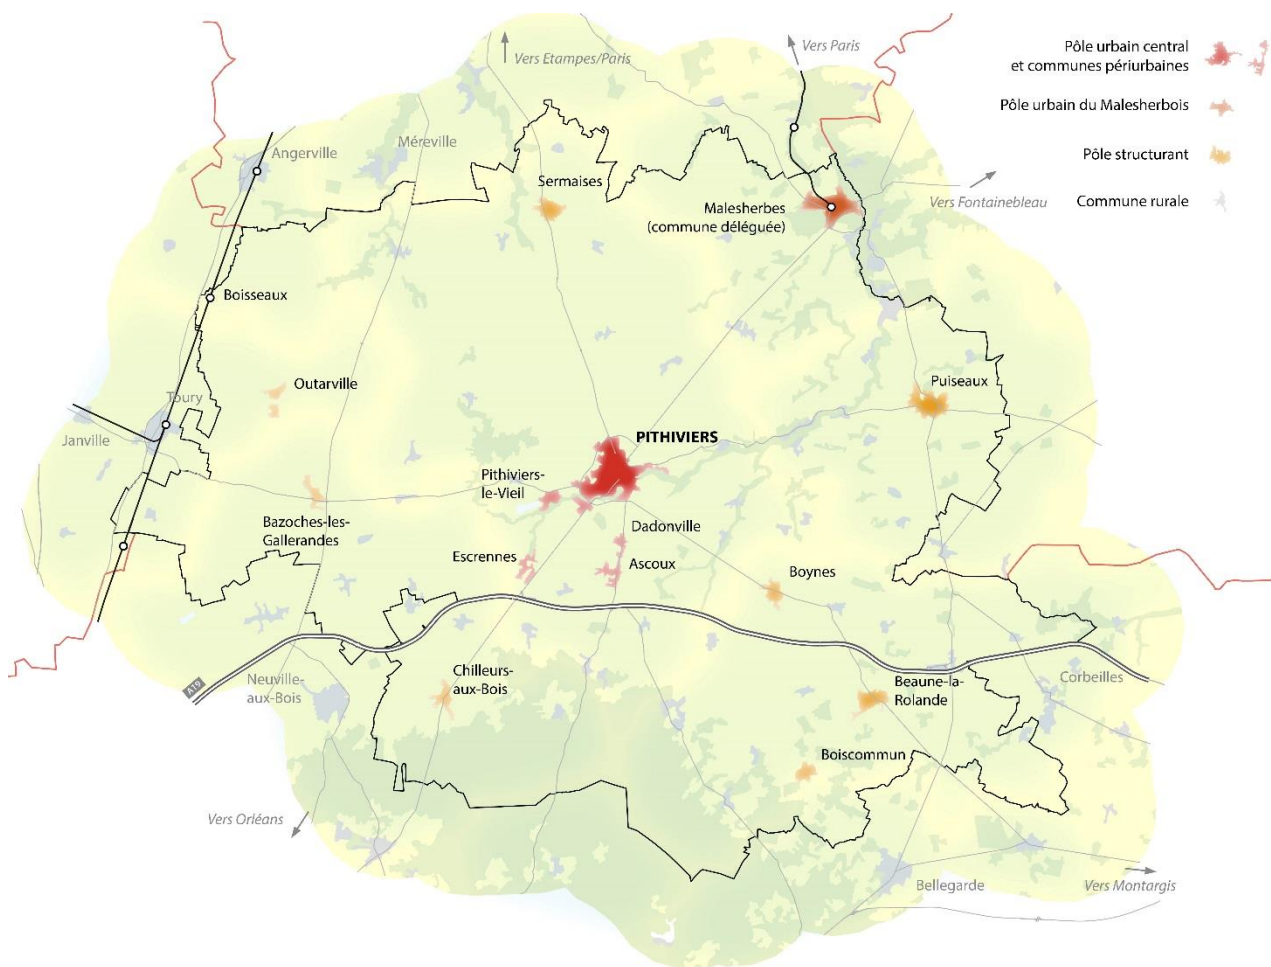 Vers Etampes/Paris
Vers Paris
Pôle urbain central
et communes périurbaines
Pôle urbain du Malesherbois
Pôle structurant
Commune rurale
Angerville
Méreville
Sermaises
Malesherbes
(commune déléguée)
Vers Fontainebleau
Boisseaux
Outarville
Puiseaux
Toury
Janville
PITHIVIERS
Pithiviers-
le-Vieil
Bazoches-les-
Gallerandes
Dadonville
Escrennes
Ascoux
Boynes
A19
Neuville-
aux-Bois
Chilleurs-
aux-Bois
Beaune-la-
Rolande
Corbeilles
Boiscommun
Vers Orléans
Bellegarde
Vers Montargis